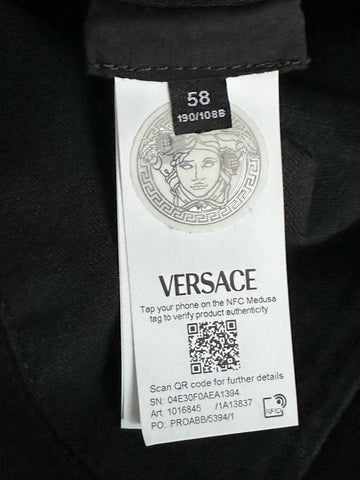 58
190/108B
VERSACE
Tap your phone on the NFC Medusa
tag to verify product authenticity
Scan QR code for further details
SN: 04E30F0AEA1394
Art: 1016845 /1A13837
PO: PROABB/5394/1
RFID